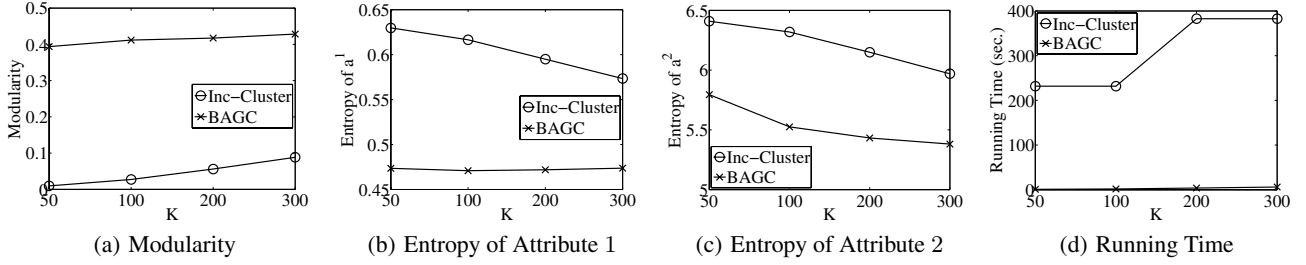 0.5
0.4
0.3
0.2
0.1
0
Modularity
Inc-Cluster
BAGC
50 100 200 300
K
(a) Modularity
0.65
0.6
0.55
0.5
0.45
Entropy of a¹
Inc-Cluster
BAGC
50 100 200 300
K
(b) Entropy of Attribute 1
6.5
6
5.5
5
Entropy of a²
Inc-Cluster
BAGC
50 100 200 300
K
(c) Entropy of Attribute 2
400
300
200
100
0
Running Time (sec.)
Inc-Cluster
BAGC
50 100 200 300
K
(d) Running Time